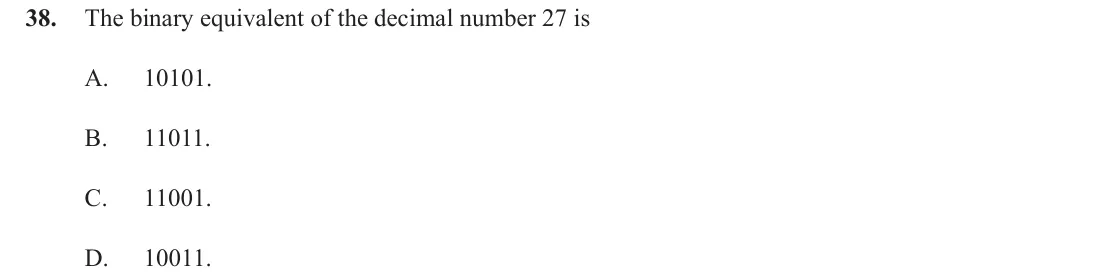 38. The binary equivalent of the decimal number 27 is
A. 10101.
B. 11011.
C. 11001.
D. 10011.